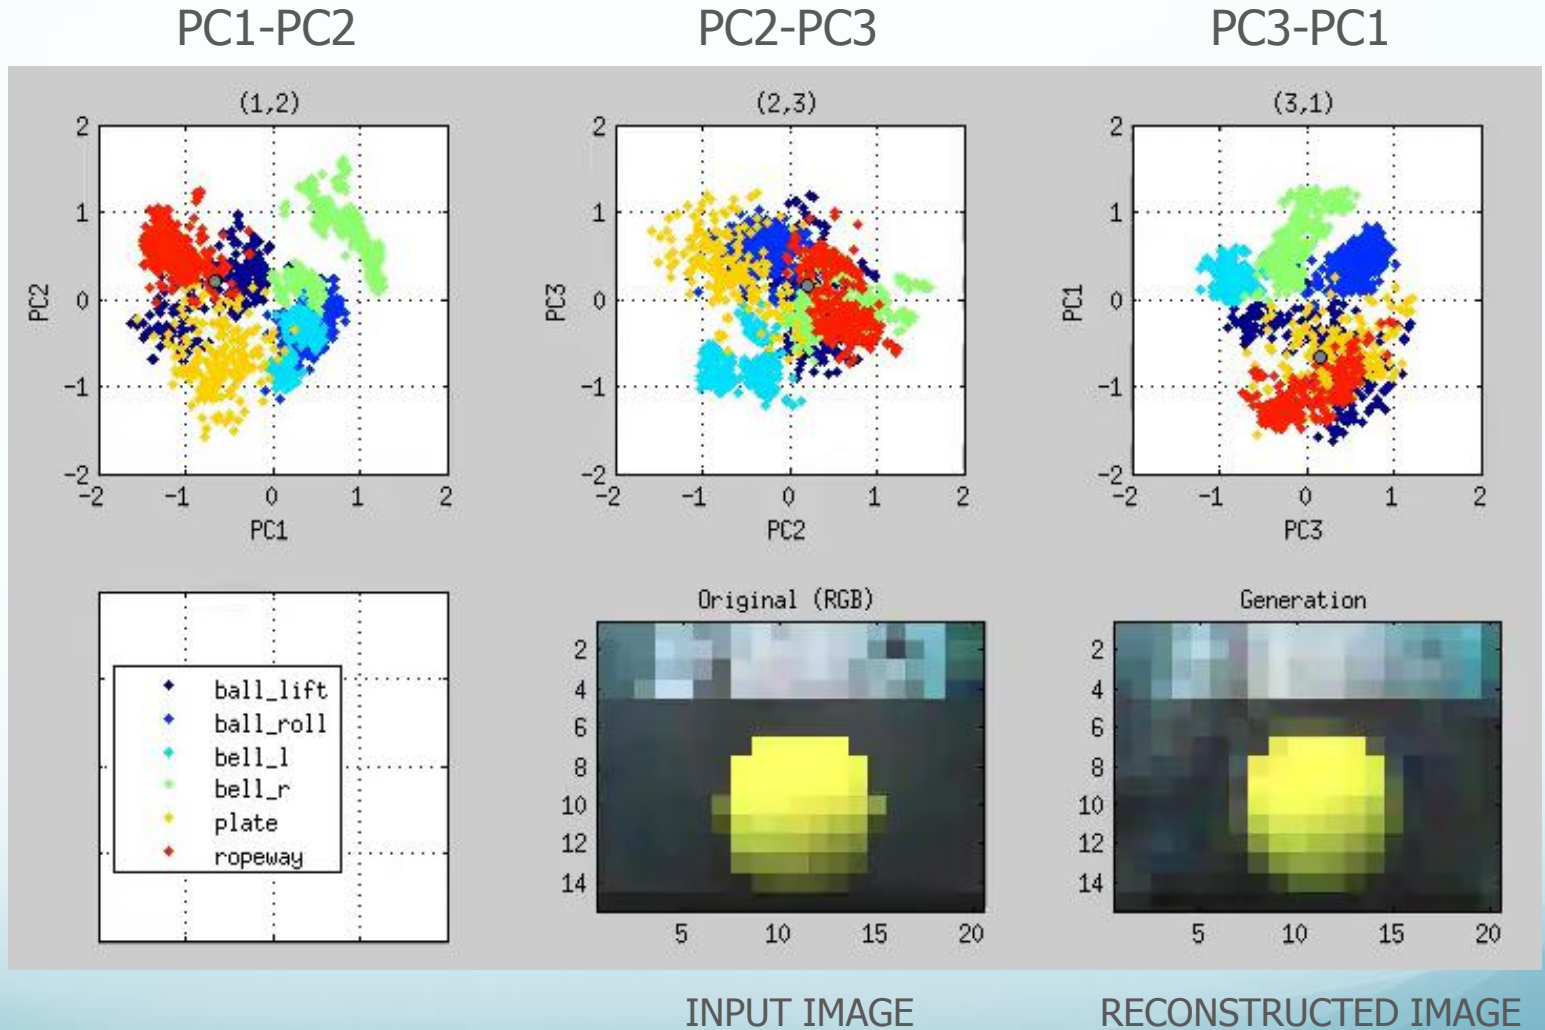 PC1-PC2
PC2-PC3
PC3-PC1
(1,2)
2
1
0
-1
-2
PC2
-2
-1
0
1
2
PC1
(2,3)
2
1
0
-1
-2
PC3
-2
-1
0
1
2
PC2
(3,1)
2
1
0
-1
-2
PC1
-2
-1
0
1
2
PC3
ball_lift
ball_roll
bell_l
bell_r
plate
ropeway
Original (RGB)
2
4
6
8
10
12
14
5
10
15
20
Generation
2
4
6
8
10
12
14
5
10
15
20
INPUT IMAGE
RECONSTRUCTED IMAGE